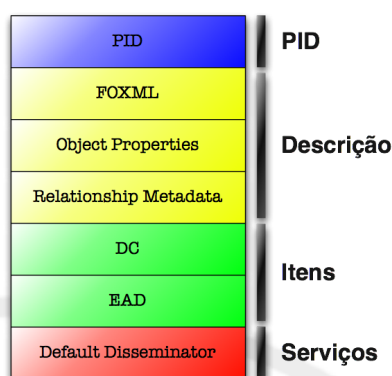 PID
PID
FOXML
Object Properties
Descrição
Relationship Metadata
DC
Itens
EAD
Default Disseminator
Serviços